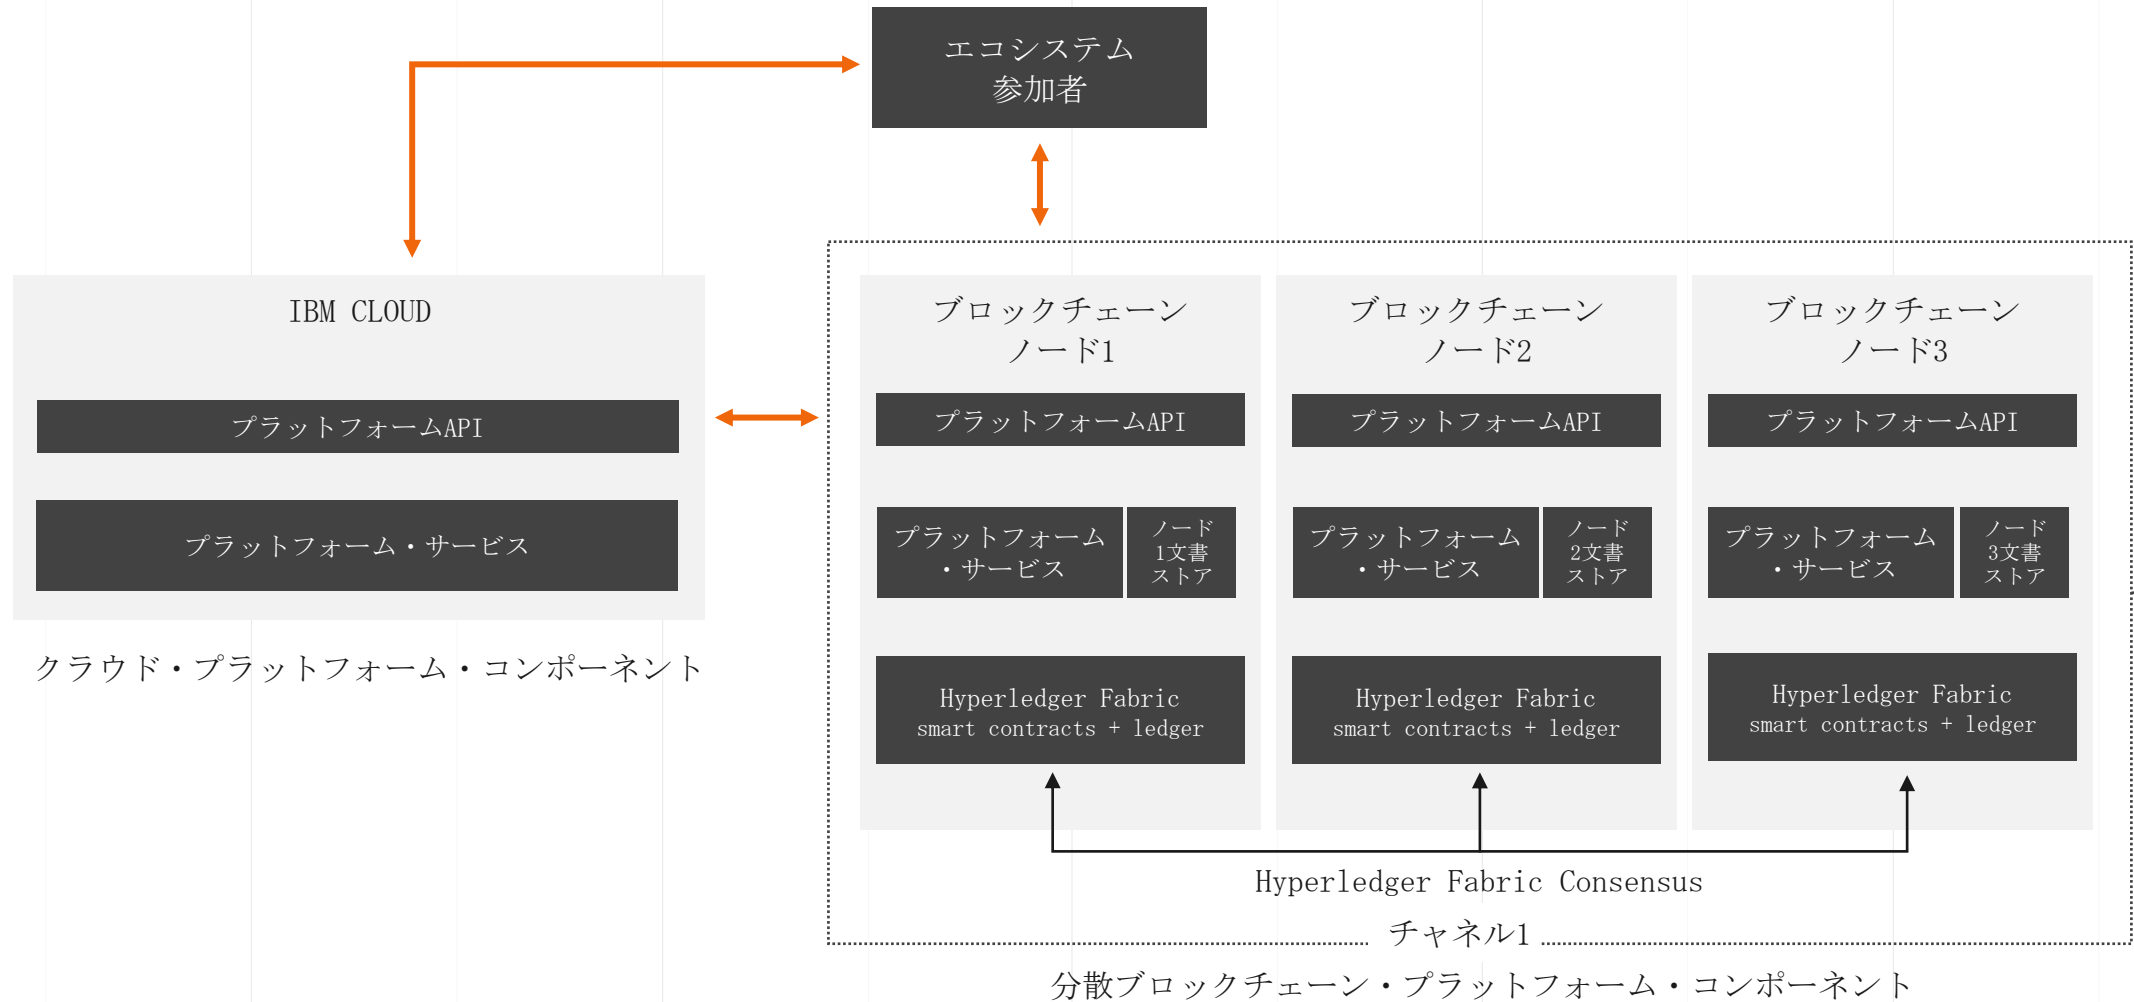 エコシステム
参加者
IBM CLOUD
プラットフォームAPI
プラットフォーム・サービス
クラウド・プラットフォーム・コンポーネント
ブロックチェーン
ノード1
プラットフォームAPI
プラットフォーム
・サービス
ノード
1文書
ストア
Hyperledger Fabric
smart contracts + ledger
ブロックチェーン
ノード2
プラットフォームAPI
プラットフォーム
・サービス
ノード
2文書
ストア
Hyperledger Fabric
smart contracts + ledger
ブロックチェーン
ノード3
プラットフォームAPI
プラットフォーム
・サービス
ノード
3文書
ストア
Hyperledger Fabric
smart contracts + ledger
Hyperledger Fabric Consensus
チャネル1
分散ブロックチェーン・プラットフォーム・コンポーネント